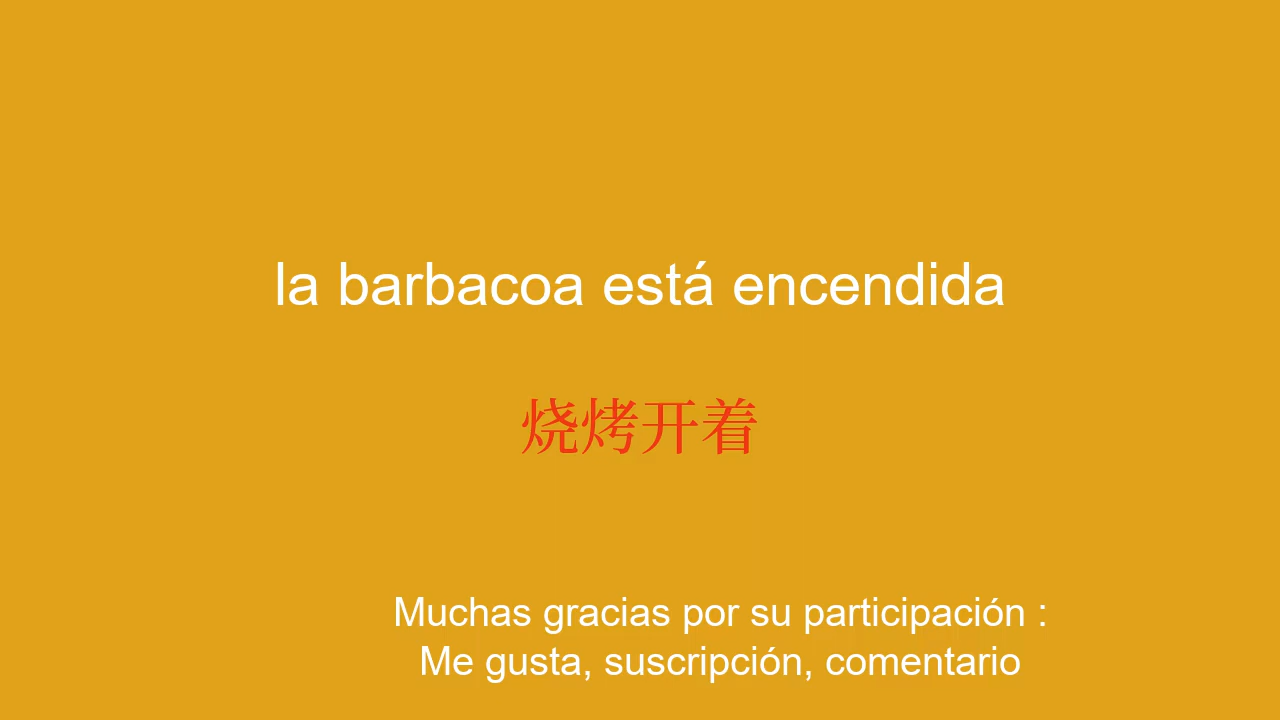 la barbacoa está encendida
烧烤开着
Muchas gracias por su participación :
Me gusta, suscripción, comentario